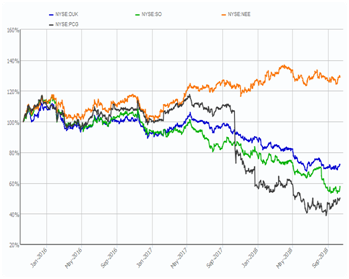 NYSE:DUK NYSE:SO NYSE:NEE
NYSE:PCG
160%
140%
120%
100%
80%
60%
40%
20%
Jan-2016 May-2016 Sep-2016 Jan-2017 May-2017 Sep-2017 Jan-2018 May-2018 Sep-2018